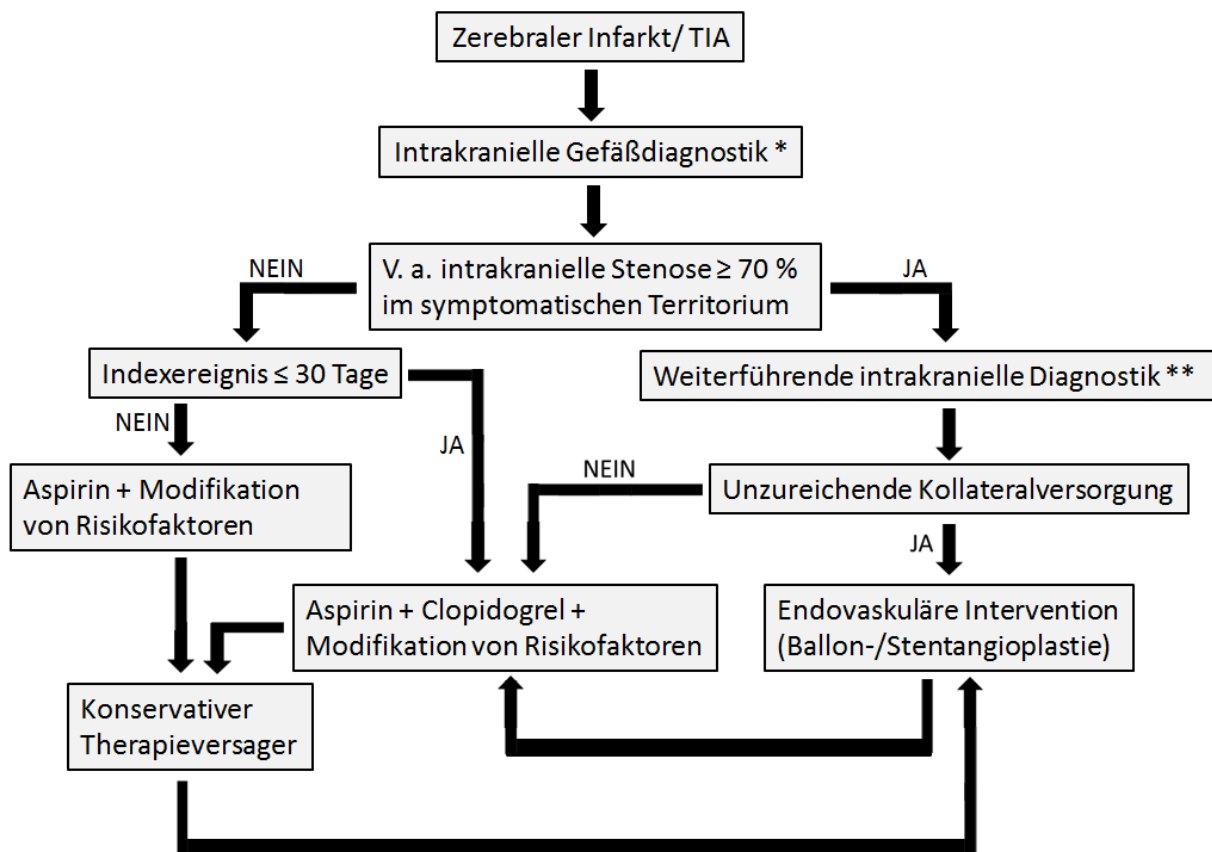 Zerebraler Infarkt/ TIA
Intrakranielle Gefäßdiagnostik *
NEIN
V. a. intrakranielle Stenose ≥ 70 %
im symptomatischen Territorium
JA
Indexereignis ≤ 30 Tage
Weiterführende intrakranielle Diagnostik **
NEIN
JA
NEIN
Aspirin + Modifikation
von Risikofaktoren
Unzureichende Kollateralversorgung
JA
Aspirin + Clopidogrel +
Modifikation von Risikofaktoren
Endovaskuläre Intervention
(Ballon-/Stentangioplastie)
Konservativer
Therapieversager